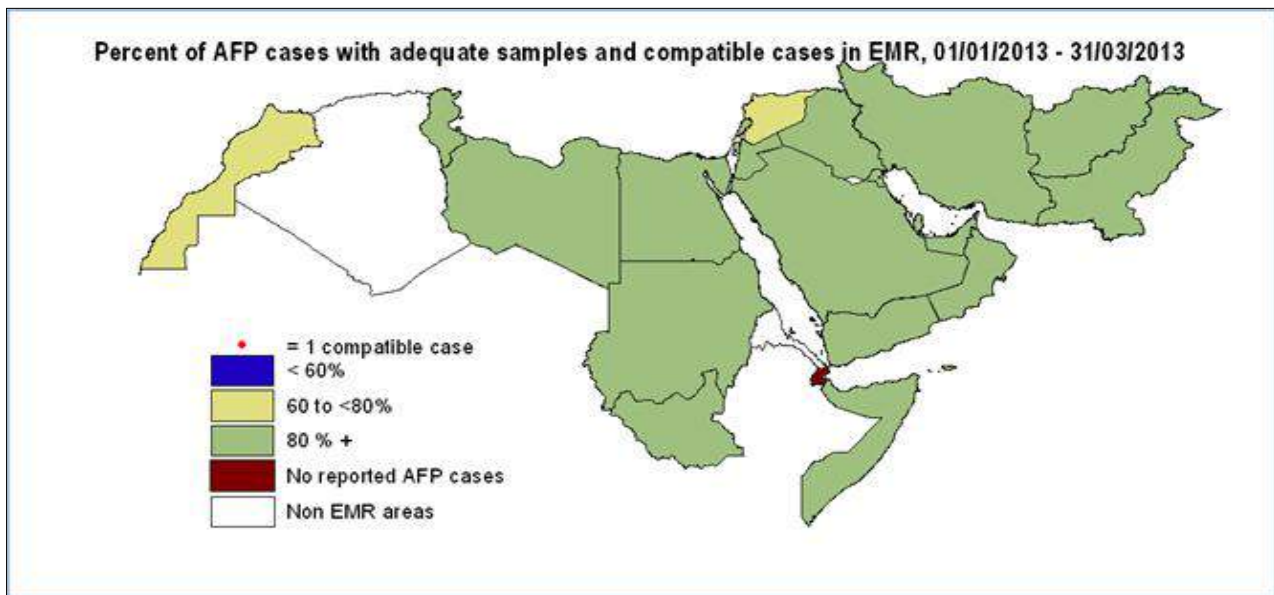 Percent of AFP cases with adequate samples and compatible cases in EMR, 01/01/2013 - 31/03/2013
= 1 compatible case
< 60%
60 to <80%
80 % +
No reported AFP cases
Non EMR areas